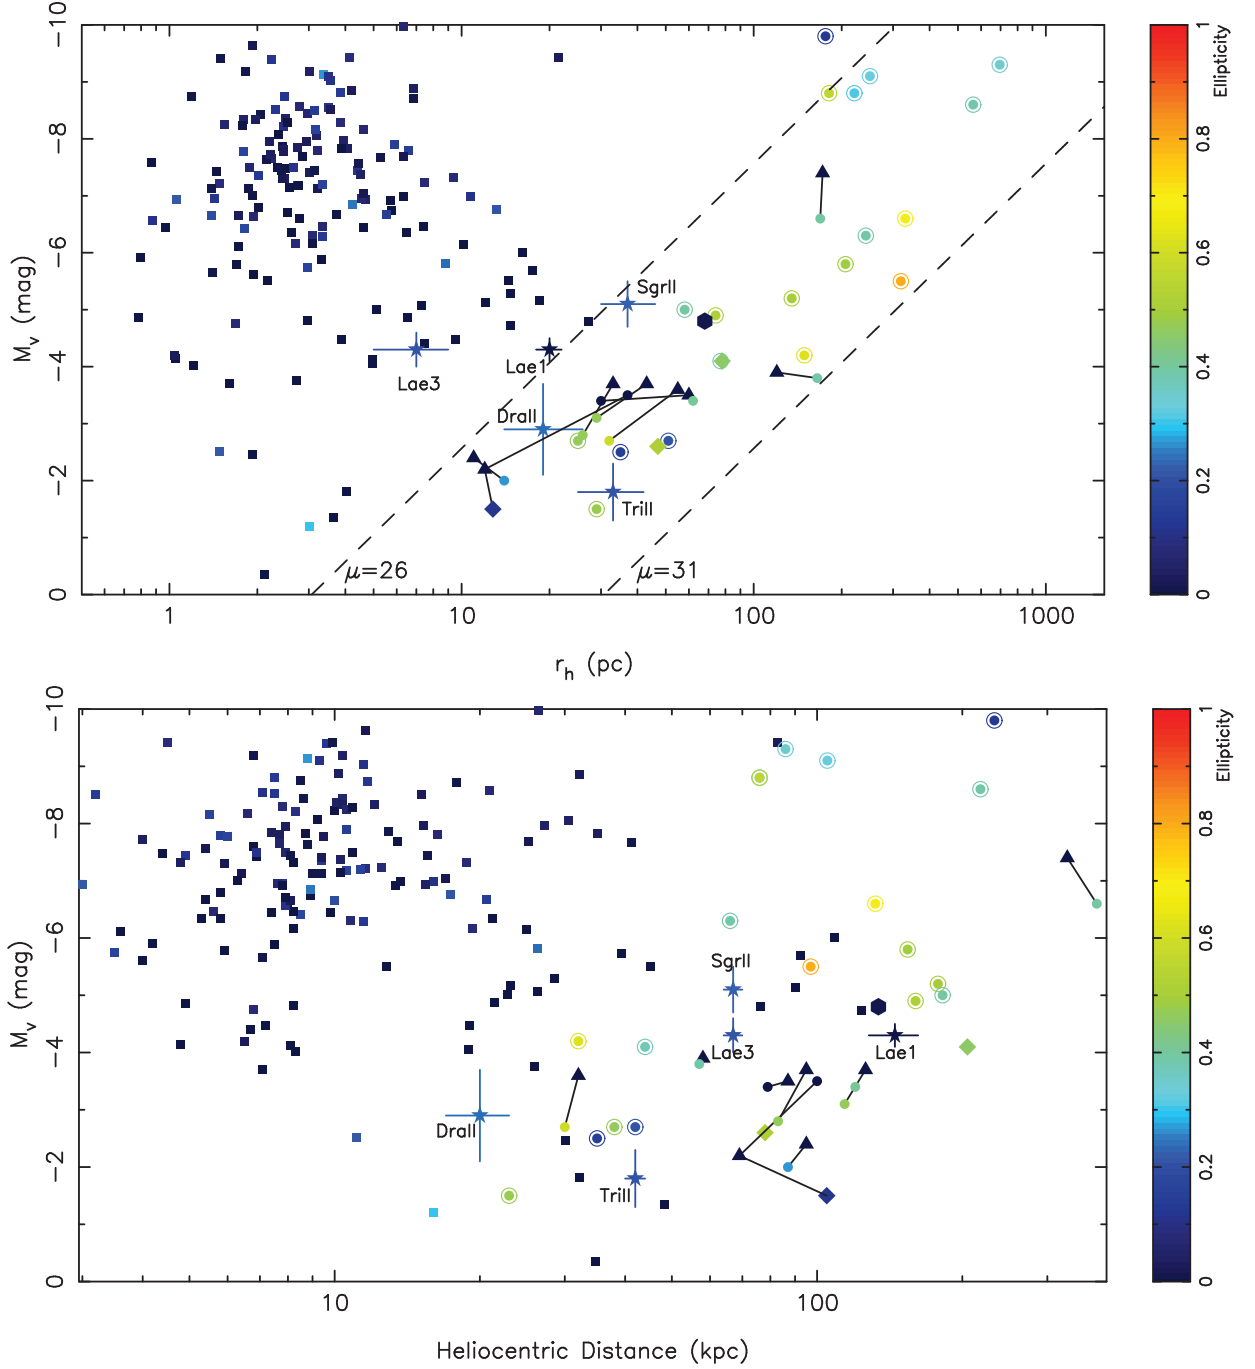 −10
−8
−6
−4
−2
0
M_v (mag)
SgrII
Lae3
Lae1
DraII
TriII
μ=26
μ=31
1
10
100
1000
r_h (pc)
1
0.8
0.6
0.4
0.2
0
Ellipticity
−10
−8
−6
−4
−2
0
M_v (mag)
SgrII
Lae3
Lae1
DraII
TriII
10
100
Heliocentric Distance (kpc)
1
0.8
0.6
0.4
0.2
0
Ellipticity